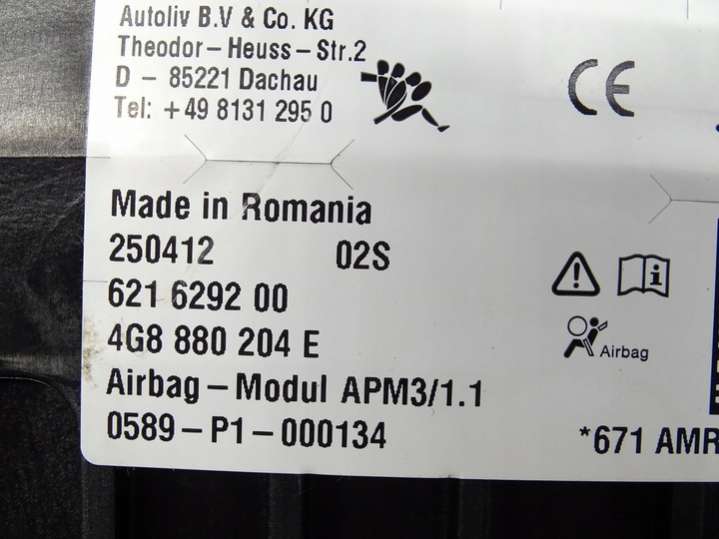 Autoliv B.V & Co. KG
Theodor-Heuss-Str.2
D - 85221 Dachau
Tel: +49 8131 295 0
CE
Made in Romania
250412 02S
621 6292 00
4G8 880 204 E
Airbag
Airbag-Modul APM3/1.1
0589-P1-000134
*671 AMR